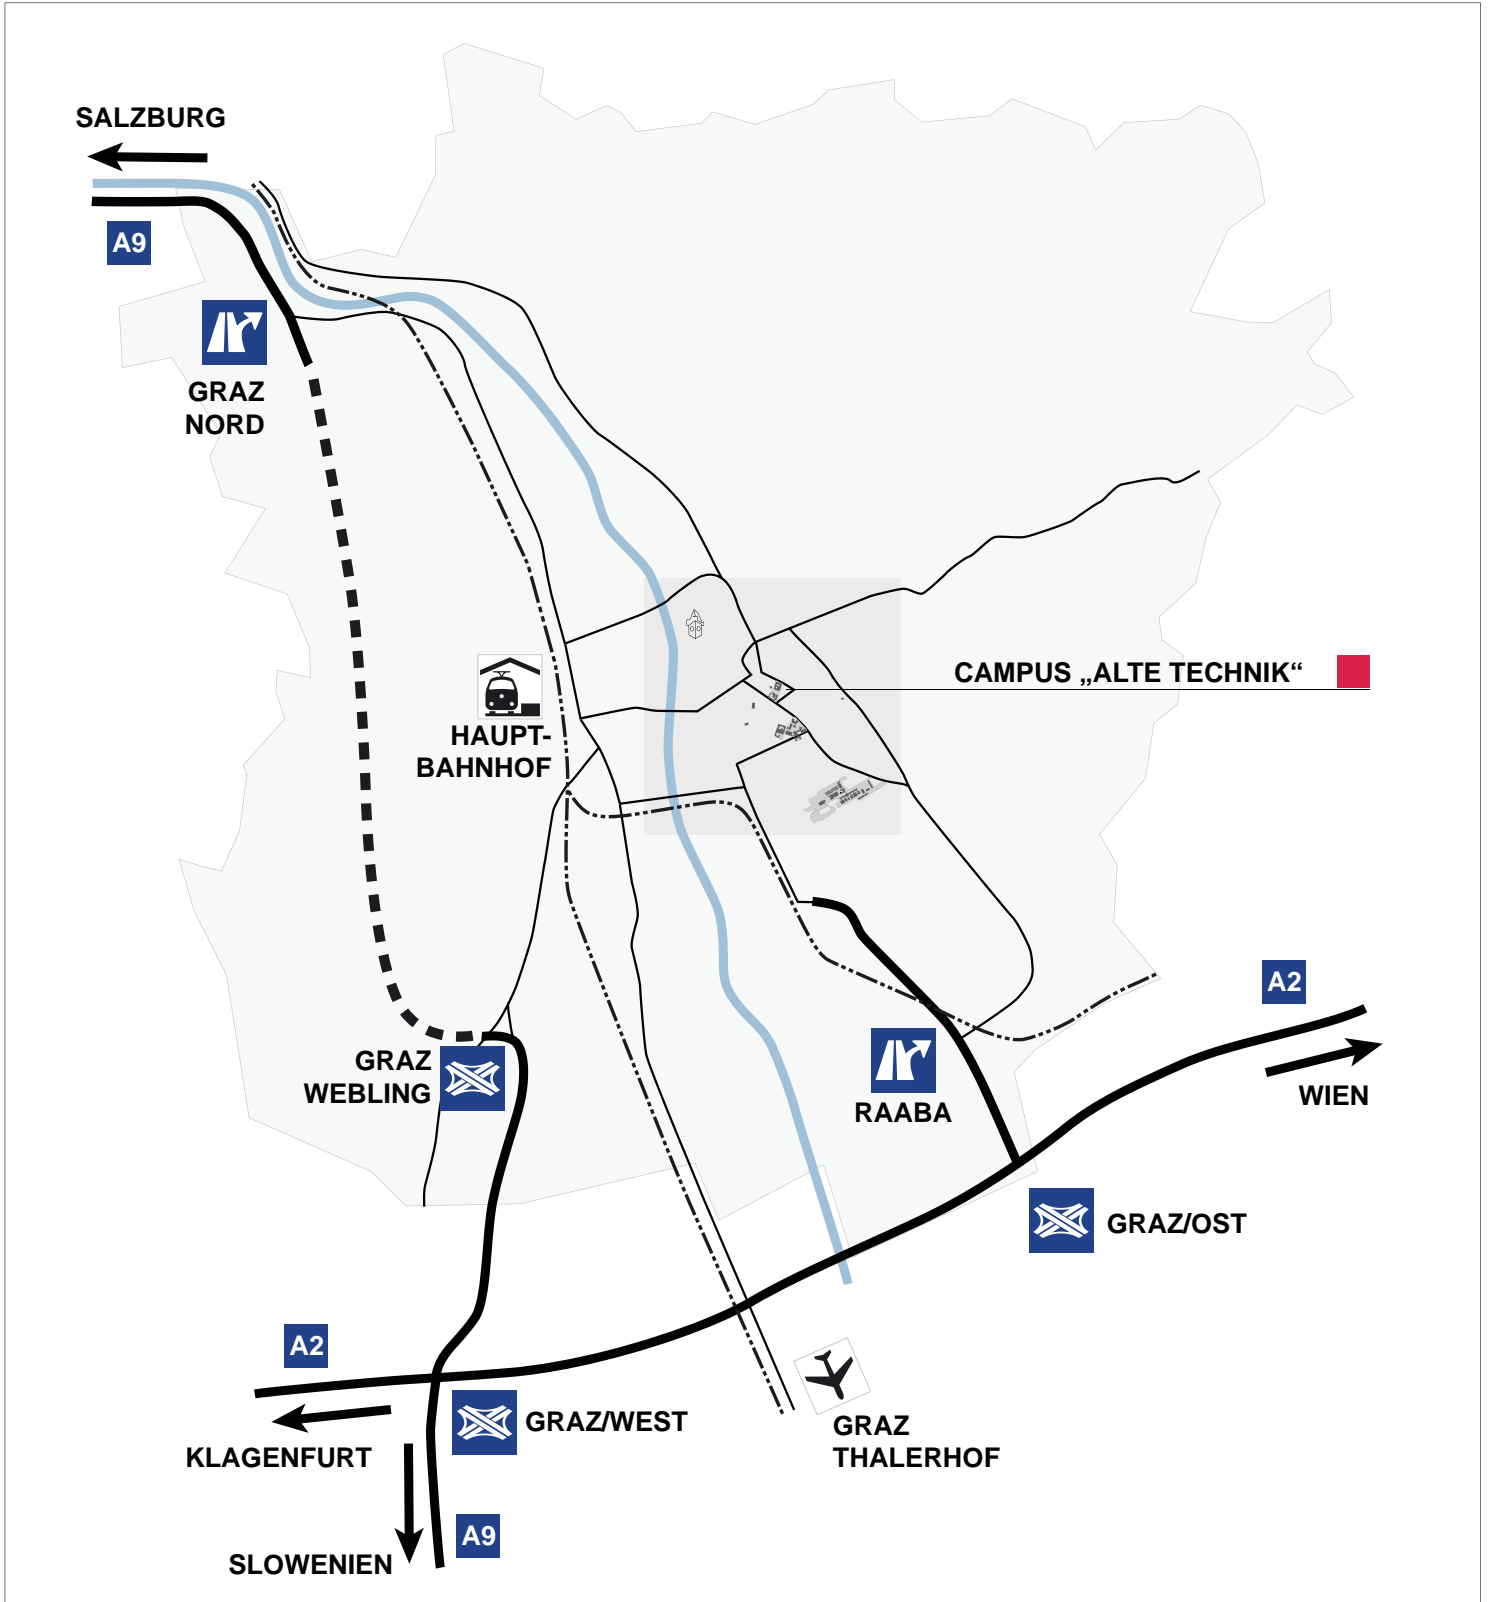 SALZBURG
A9
GRAZ
NORD
CAMPUS „ALTE TECHNIK“
HAUPT-
BAHNHOF
A2
WIEN
GRAZ
WEBLING
RAABA
GRAZ/OST
A2
GRAZ/WEST
KLAGENFURT
GRAZ
THALERHOF
A9
SLOWENIEN